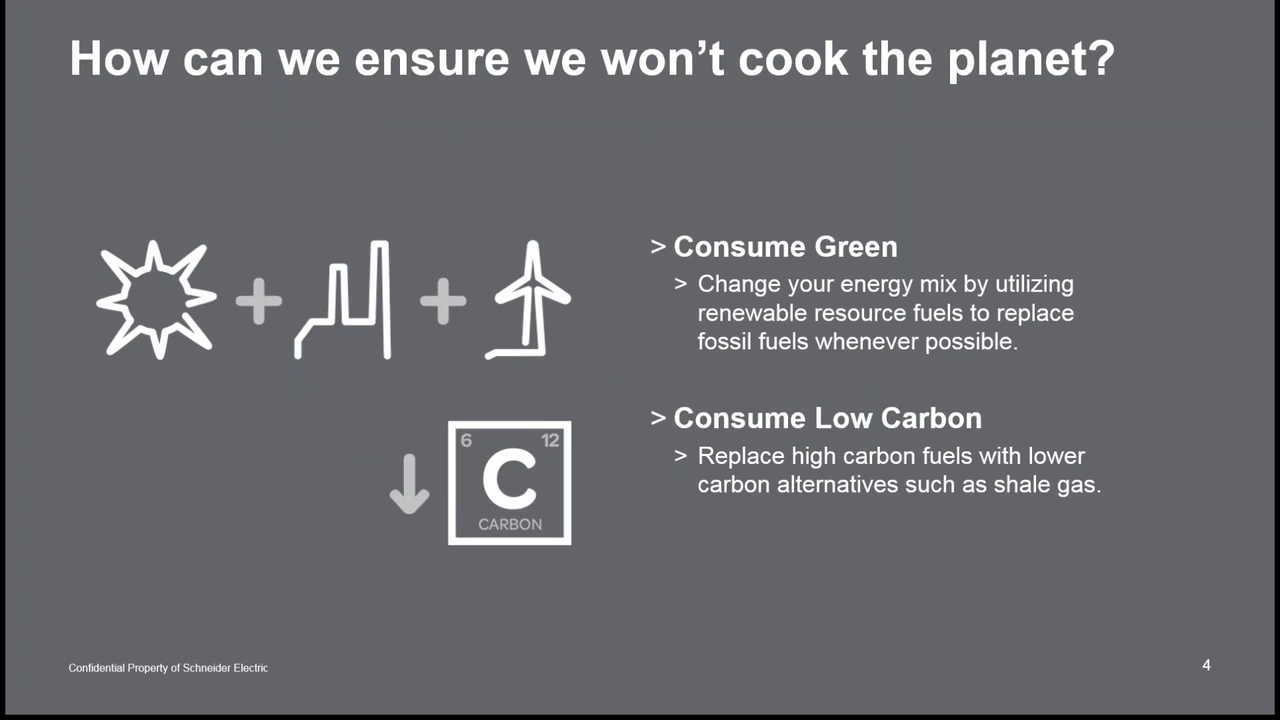 How can we ensure we won’t cook the planet?
> Consume Green
> Change your energy mix by utilizing
renewable resource fuels to replace
fossil fuels whenever possible.
6 12
C
CARBON
> Consume Low Carbon
> Replace high carbon fuels with lower
carbon alternatives such as shale gas.
Confidential Property of Schneider Electric
4